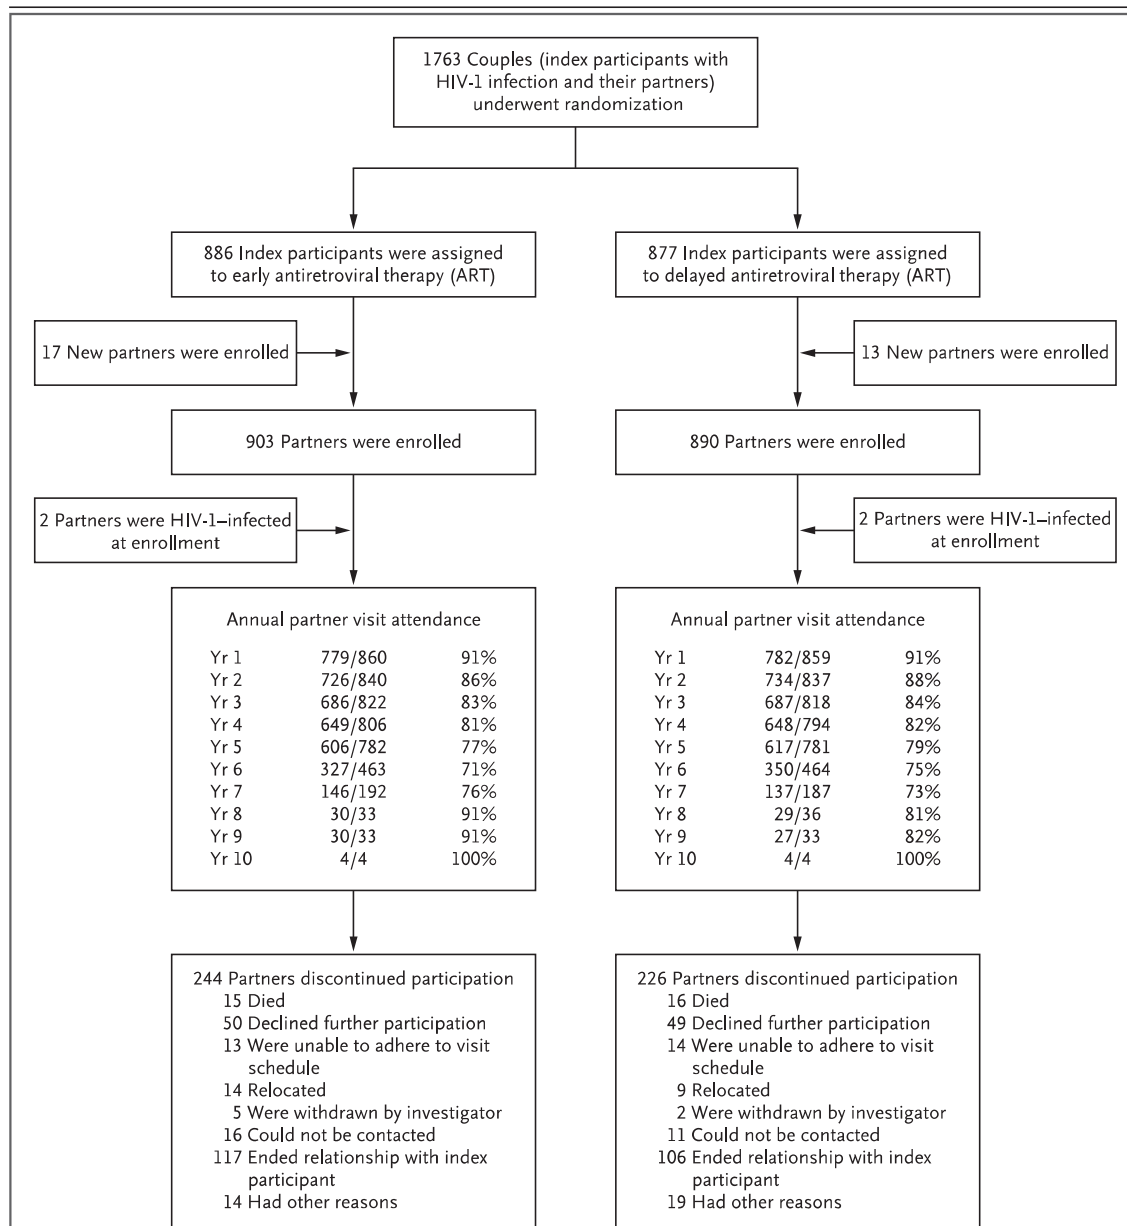 1763 Couples (index participants with
HIV-1 infection and their partners)
underwent randomization
886 Index participants were assigned
to early antiretroviral therapy (ART)
877 Index participants were assigned
to delayed antiretroviral therapy (ART)
17 New partners were enrolled
13 New partners were enrolled
903 Partners were enrolled
890 Partners were enrolled
2 Partners were HIV-1–infected
at enrollment
2 Partners were HIV-1–infected
at enrollment
Annual partner visit attendance
Yr 1 779/860 91%
Yr 2 726/840 86%
Yr 3 686/822 83%
Yr 4 649/806 81%
Yr 5 606/782 77%
Yr 6 327/463 71%
Yr 7 146/192 76%
Yr 8 30/33 91%
Yr 9 30/33 91%
Yr 10 4/4 100%
Annual partner visit attendance
Yr 1 782/859 91%
Yr 2 734/837 88%
Yr 3 687/818 84%
Yr 4 648/794 82%
Yr 5 617/781 79%
Yr 6 350/464 75%
Yr 7 137/187 73%
Yr 8 29/36 81%
Yr 9 27/33 82%
Yr 10 4/4 100%
244 Partners discontinued participation
15 Died
50 Declined further participation
13 Were unable to adhere to visit
schedule
14 Relocated
5 Were withdrawn by investigator
16 Could not be contacted
117 Ended relationship with index
participant
14 Had other reasons
226 Partners discontinued participation
16 Died
49 Declined further participation
14 Were unable to adhere to visit
schedule
9 Relocated
2 Were withdrawn by investigator
11 Could not be contacted
106 Ended relationship with index
participant
19 Had other reasons